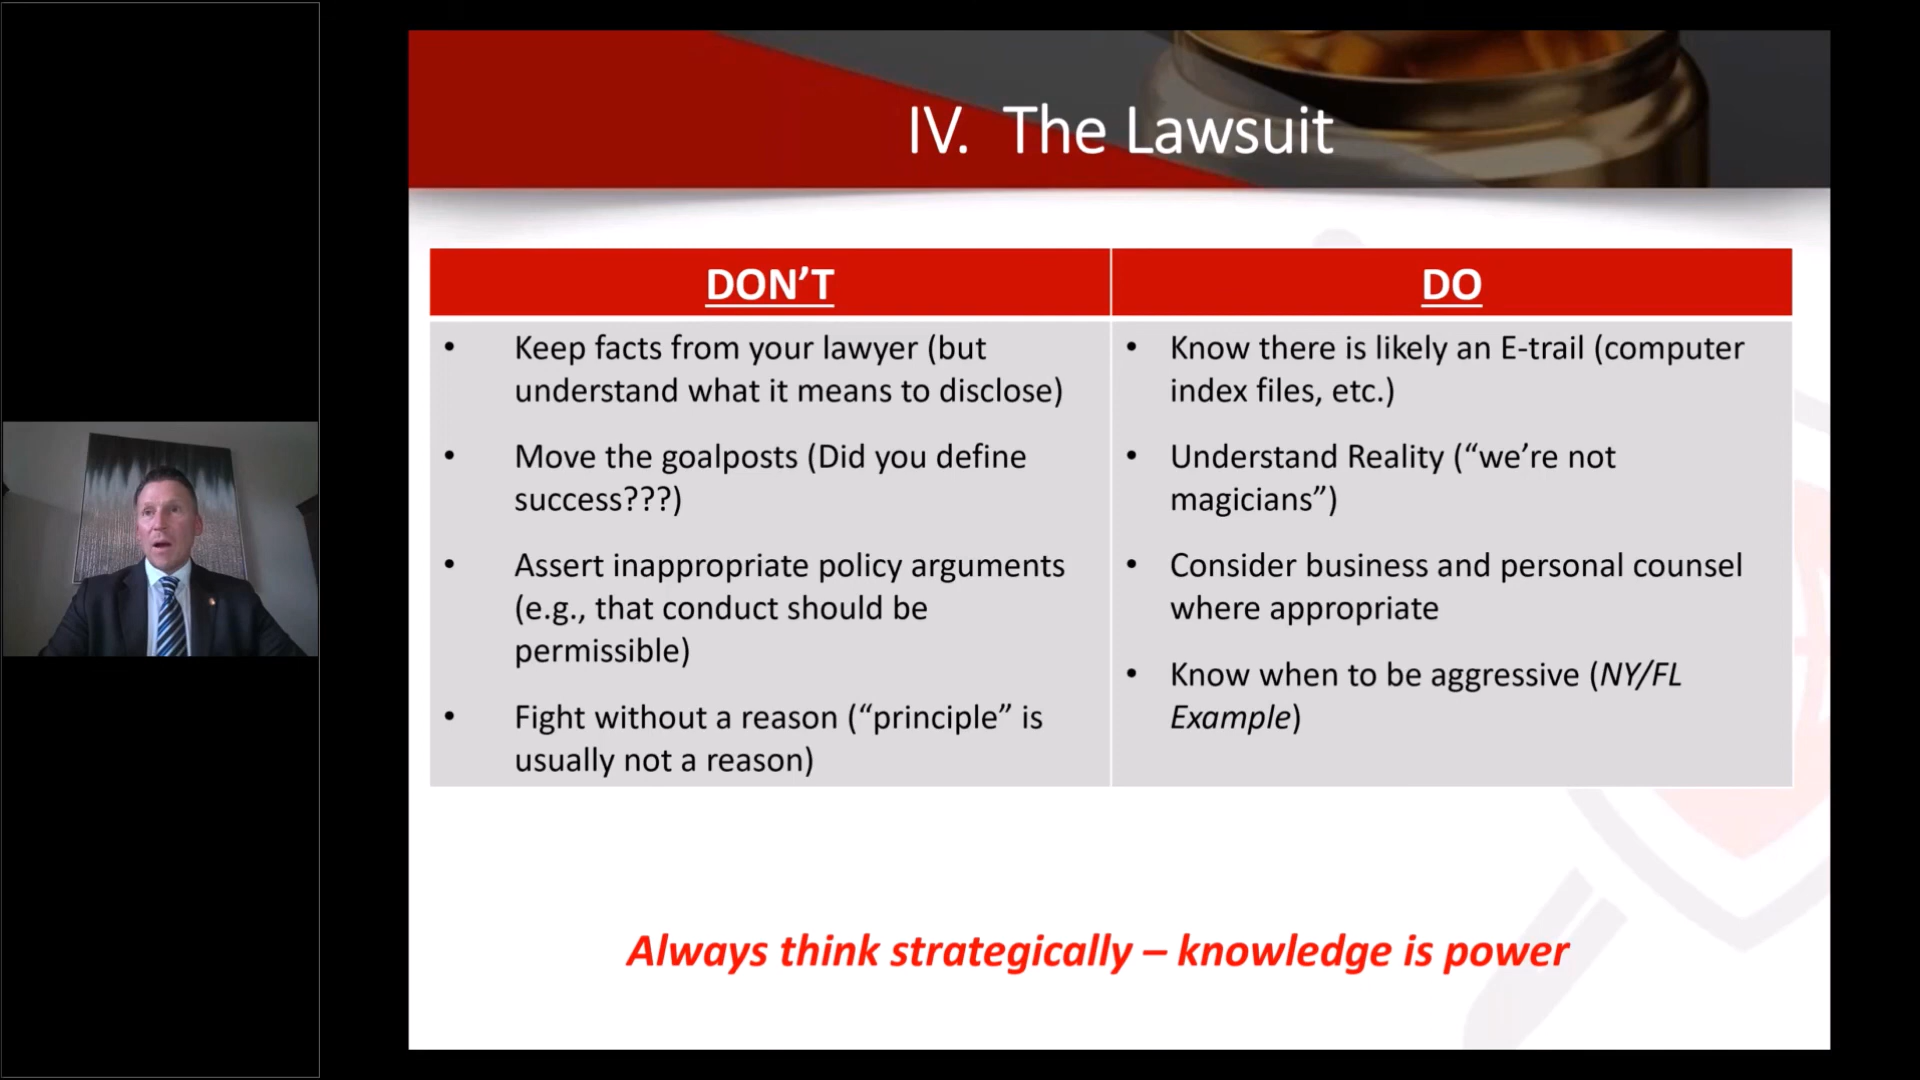 IV. The Lawsuit
DON’T
• Keep facts from your lawyer (but
understand what it means to disclose)
• Move the goalposts (Did you define
success???)
• Assert inappropriate policy arguments
(e.g., that conduct should be
permissible)
• Fight without a reason (“principle” is
usually not a reason)
DO
• Know there is likely an E-trail (computer
index files, etc.)
• Understand Reality (“we’re not
magicians”)
• Consider business and personal counsel
where appropriate
• Know when to be aggressive (NY/FL
Example)
Always think strategically – knowledge is power